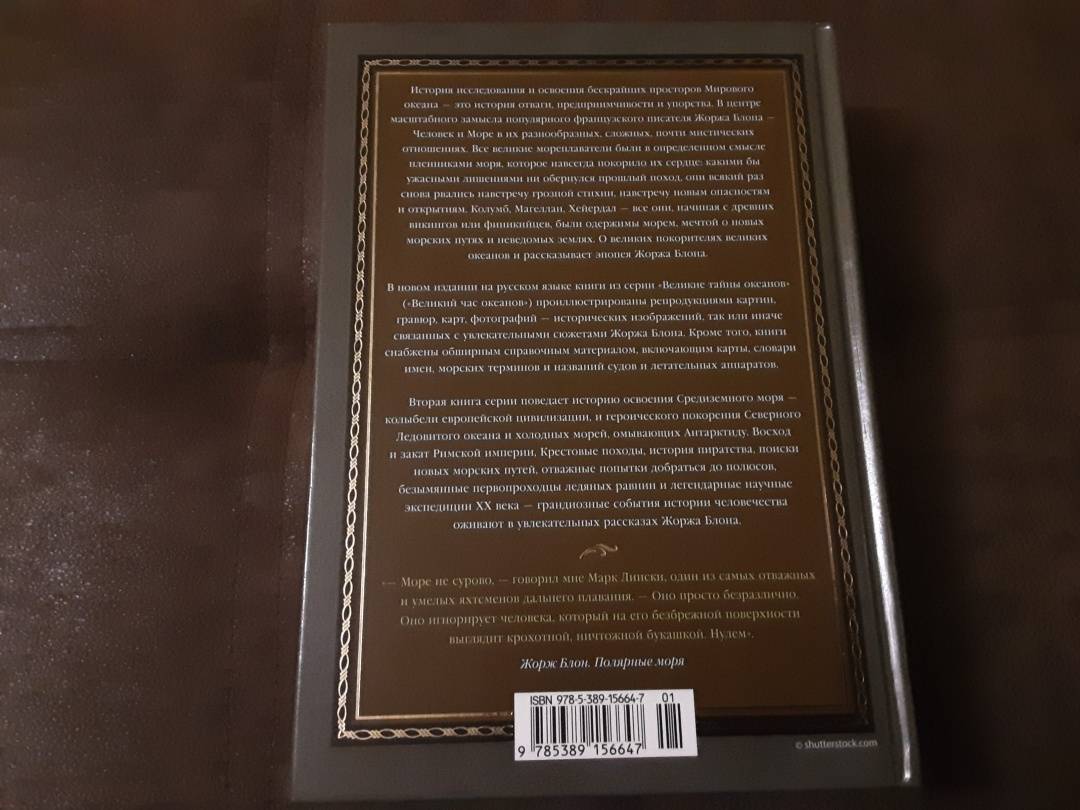 История исследования и освоения бескрайних просторов Мирового
океана — это история отваги, предприимчивости и упорства. В центре
масштабного замысла популярного французского писателя Жоржа Блона —
Человек и Море в их разнообразных, сложных, почти мистических
отношениях. Все великие мореплаватели были в определенном смысле
пленниками моря, которое навсегда покорило их сердце: какими бы
ужасными лишениями ни обернулся прошлый поход, они всякий раз
снова рвались навстречу грозной стихии, навстречу новым опасностям
и открытиям. Колумб, Магеллан, Хейердал — все они, начиная с древних
викингов или финикийцев, были одержимы морем, мечтой о новых
морских путях и неведомых землях. О великих покорителях великих
океанов и рассказывает эпопея Жоржа Блона.
В новом издании на русском языке книги из серии «Великие тайны океанов»
(«Великий час океанов») проиллюстрированы репродукциями картин,
гравюр, карт, фотографий — исторических изображений, так или иначе
связанных с увлекательными сюжетами Жоржа Блона. Кроме того, книги
снабжены обширным справочным материалом, включающим карты, словари
имен, морских терминов и названий судов и летательных аппаратов.
Вторая книга серии поведает историю освоения Средиземного моря —
колыбели европейской цивилизации, и героического покорения Северного
Ледовитого океана и холодных морей, омывающих Антарктиду. Восход
и закат Римской империи, Крестовые походы, история пиратства, поиски
новых морских путей, отважные попытки добраться до полюсов,
безымянные первопроходцы ледяных равнин и легендарные научные
экспедиции XX века — грандиозные события истории человечества
оживают в увлекательных рассказах Жоржа Блона.
«— Море не сурово, — говорил мне Марк Лински, один из самых отважных
и умелых яхтсменов дальнего плавания. — Оно просто безразлично.
Оно игнорирует человека, который на его безбрежной поверхности
выглядит крохотной, ничтожной букашкой. Нулем».
Жорж Блон. Полярные моря
ISBN 978-5-389-15664-7 01
9 785389 156647
© shutterstock.com